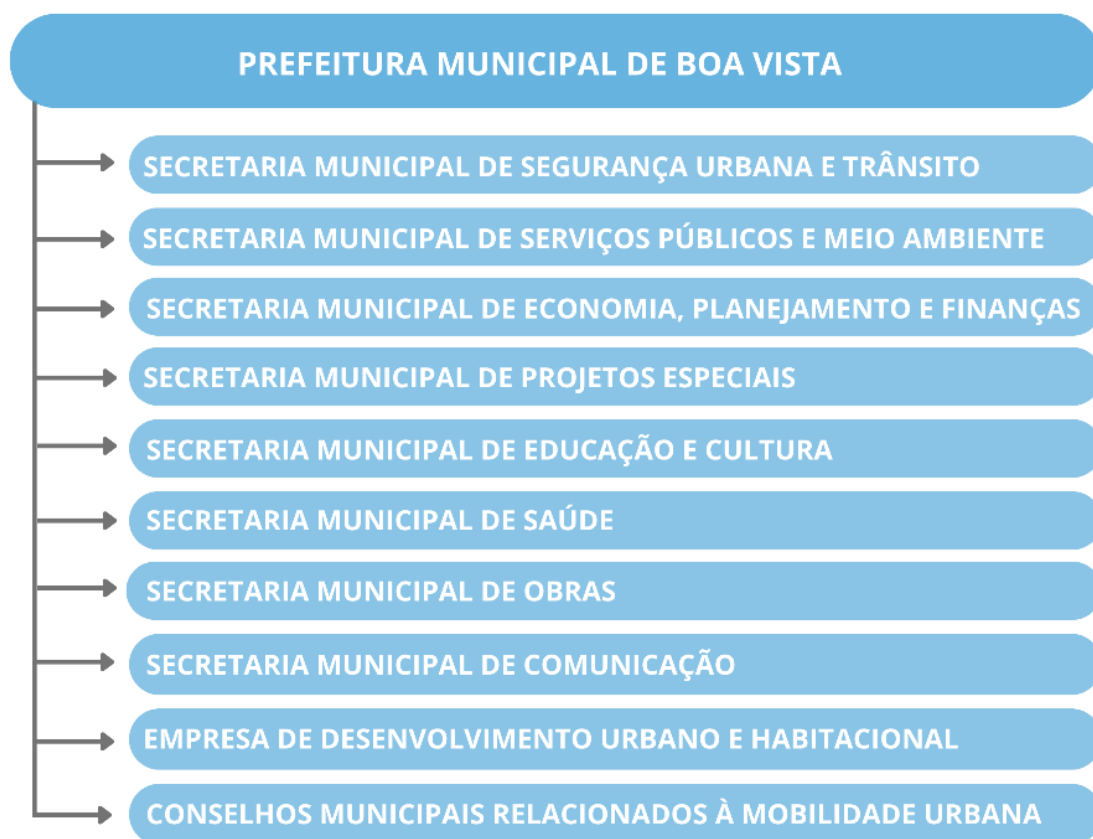 PREFEITURA MUNICIPAL DE BOA VISTA
SECRETARIA MUNICIPAL DE SEGURANÇA URBANA E TRÂNSITO
SECRETARIA MUNICIPAL DE SERVIÇOS PÚBLICOS E MEIO AMBIENTE
SECRETARIA MUNICIPAL DE ECONOMIA, PLANEJAMENTO E FINANÇAS
SECRETARIA MUNICIPAL DE PROJETOS ESPECIAIS
SECRETARIA MUNICIPAL DE EDUCAÇÃO E CULTURA
SECRETARIA MUNICIPAL DE SAÚDE
SECRETARIA MUNICIPAL DE OBRAS
SECRETARIA MUNICIPAL DE COMUNICAÇÃO
EMPRESA DE DESENVOLVIMENTO URBANO E HABITACIONAL
CONSELHOS MUNICIPAIS RELACIONADOS À MOBILIDADE URBANA